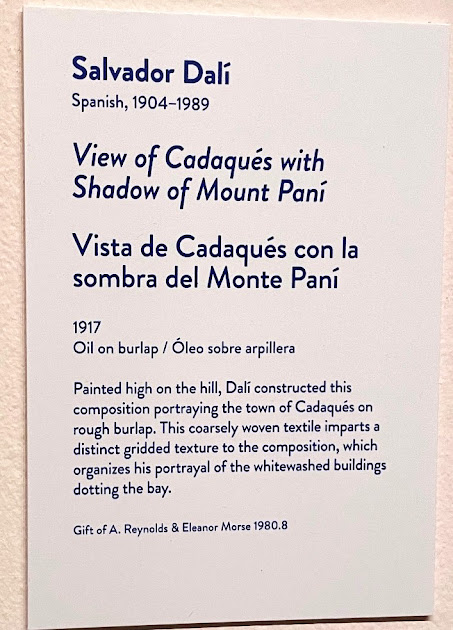 Salvador Dalí
Spanish, 1904–1989
View of Cadaqués with
Shadow of Mount Paní
Vista de Cadaqués con la
sombra del Monte Paní
1917
Oil on burlap / Óleo sobre arpillera
Painted high on the hill, Dalí constructed this
composition portraying the town of Cadaqués on
rough burlap. This coarsely woven textile imparts a
distinct gridded texture to the composition, which
organizes his portrayal of the whitewashed buildings
dotting the bay.
Gift of A. Reynolds & Eleanor Morse 1980.8